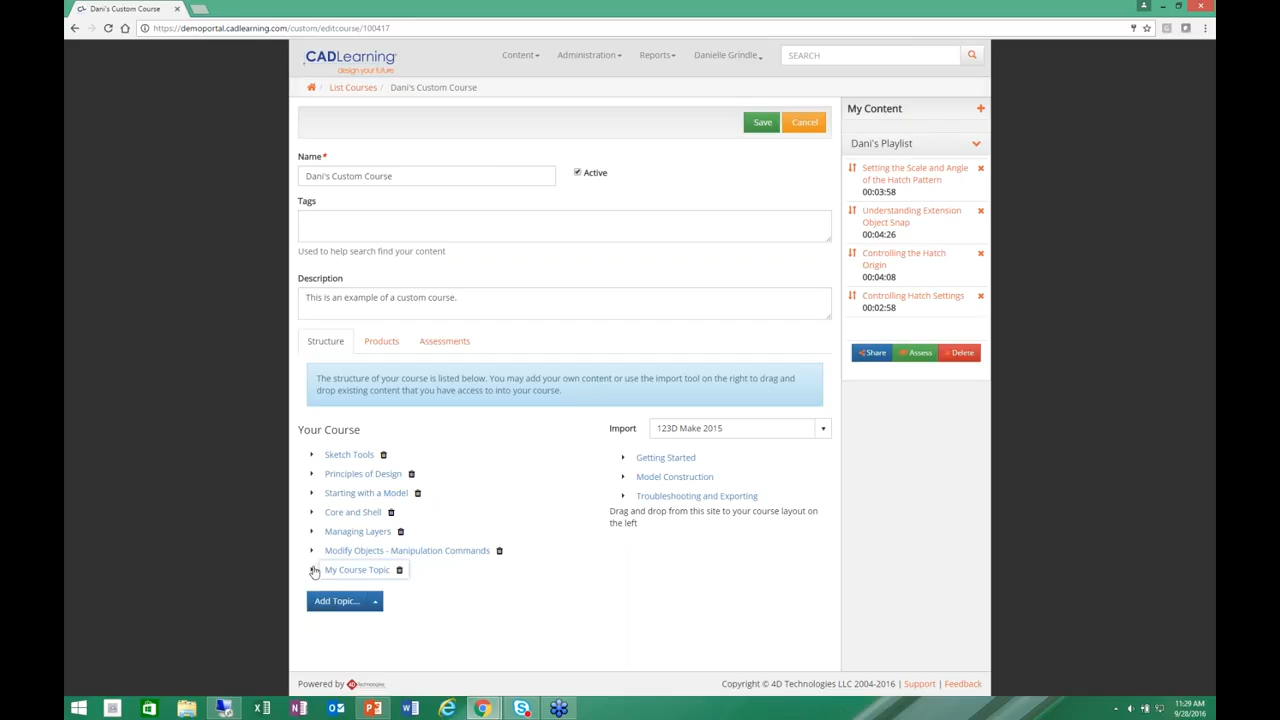 Dani's Custom Course
https://demoportal.cadlearning.com/custom/editcourse/100417
CADLearning
design your future
Content
Administration
Reports
Danielle Grindle
SEARCH
/ List Courses / Dani's Custom Course
Save
Cancel
Name*
Dani's Custom Course
Active
Tags
Used to help search find your content
Description
This is an example of a custom course.
Structure
Products
Assessments
The structure of your course is listed below. You may add your own content or use the import tool on the right to drag and
drop existing content that you have access to into your course.
Your Course
Sketch Tools
Principles of Design
Starting with a Model
Core and Shell
Managing Layers
Modify Objects - Manipulation Commands
My Course Topic
Add Topic...
Import
123D Make 2015
Getting Started
Model Construction
Troubleshooting and Exporting
Drag and drop from this site to your course layout on
the left
My Content
Dani's Playlist
Setting the Scale and Angle
of the Hatch Pattern
00:03:58
Understanding Extension
Object Snap
00:04:26
Controlling the Hatch
Origin
00:04:08
Controlling Hatch Settings
00:02:58
Share
Assess
Delete
Powered by 4D Technologies
Copyright © 4D Technologies LLC 2004-2016 | Support | Feedback
11:29 AM
9/28/2016